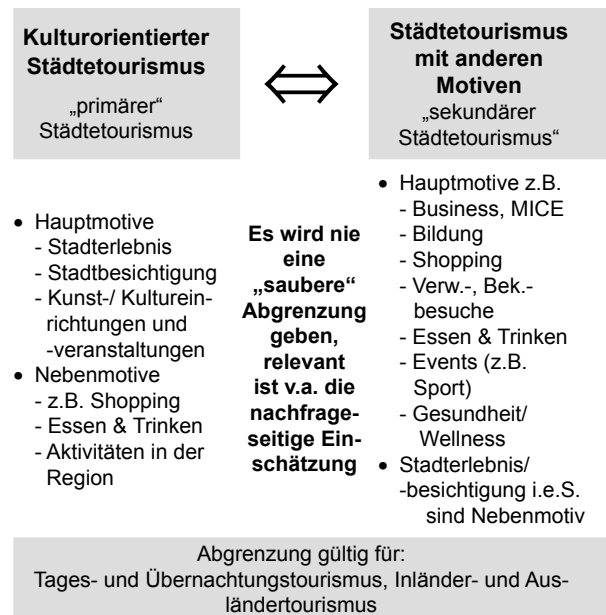 Kulturorientierter
Städtetourismus
„primärer“
Städtetourismus
Städtetourismus
mit anderen
Motiven
„sekundärer
Städtetourismus“
• Hauptmotive
- Stadterlebnis
- Stadtbesichtigung
- Kunst-/ Kulturein-
richtungen und
-veranstaltungen
• Nebenmotive
- z.B. Shopping
- Essen & Trinken
- Aktivitäten in der
Region
Es wird nie
eine
„saubere“
Abgrenzung
geben,
relevant
ist v.a. die
nachfrage-
seitige Ein-
schätzung
• Hauptmotive z.B.
- Business, MICE
- Bildung
- Shopping
- Verw.-, Bek.-
besuche
- Essen & Trinken
- Events (z.B.
Sport)
- Gesundheit/
Wellness
• Stadterlebnis/
-besichtigung i.e.S.
sind Nebenmotiv
Abgrenzung gültig für:
Tages- und Übernachtungstourismus, Inländer- und Aus-
ländertourismus